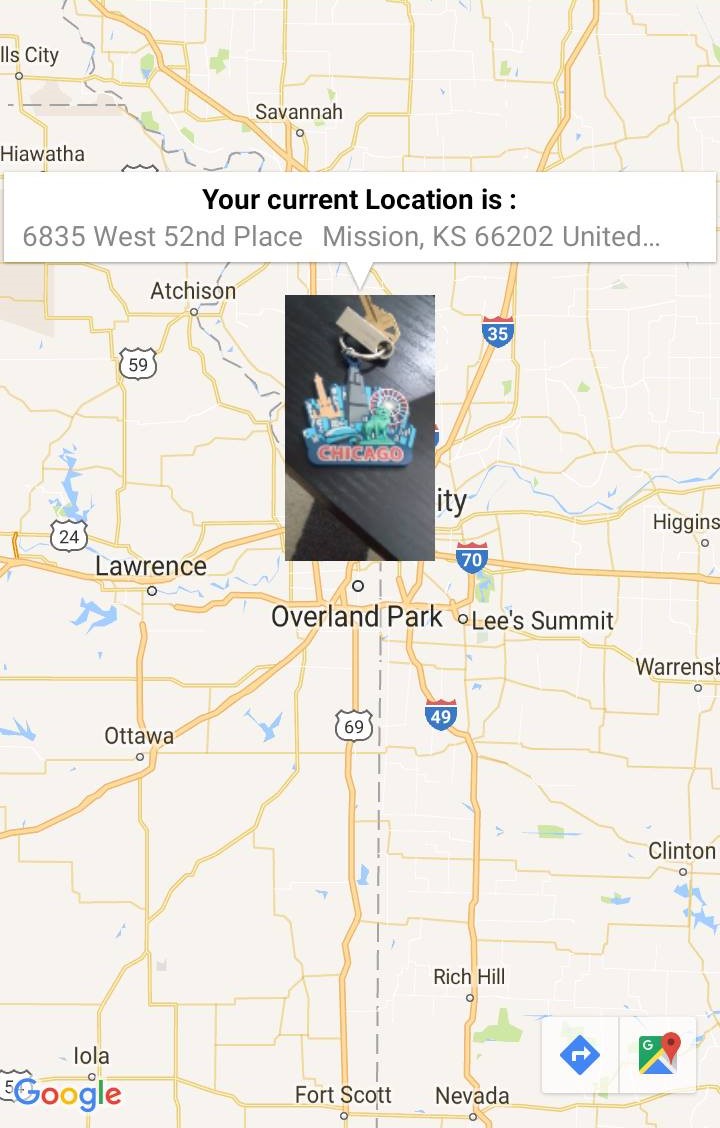 lls City
Savannah
Hiawatha
Your current Location is :
6835 West 52nd Place Mission, KS 66202 United...
Atchison
35
59
CHICAGO
ity
24
Higgins
70
Lawrence
Overland Park
Lee's Summit
Warrensb
49
69
Ottawa
Clinton
Rich Hill
G
Iola
5
Google
Fort Scott
Nevada